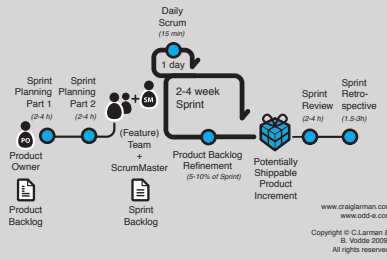 Daily
Scrum
(15 min)
1 day
Sprint
Planning
Part 1
(2-4 h)
Sprint
Planning
Part 2
(2-4 h)
PO
Product
Owner
Product
Backlog
+
SM
(Feature)
Team
+
ScrumMaster
Sprint
Backlog
2-4 week
Sprint
Product Backlog
Refinement
(5-10% of Sprint)
Potentially
Shippable
Product
Increment
Sprint
Review
(2-4 h)
Sprint
Retro-
spective
(1.5-3h)
www.craiglarman.com
www.odd-e.com
Copyright © C.Larman &
B. Vodde 2009
All rights reserved